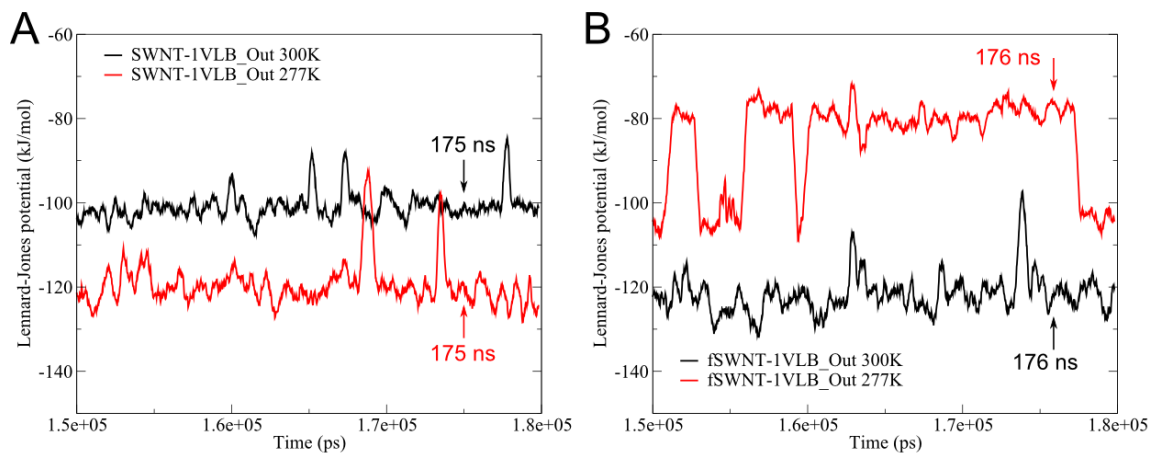 A
-60
-80
-100
-120
-140
Lennard-Jones potential (kJ/mol)
SWNT-1VLB_Out 300K
SWNT-1VLB_Out 277K
175 ns
175 ns
1.5e+05
1.6e+05
1.7e+05
1.8e+05
Time (ps)
B
-60
-80
-100
-120
-140
Lennard-Jones potential (kJ/mol)
176 ns
176 ns
fSWNT-1VLB_Out 300K
fSWNT-1VLB_Out 277K
1.5e+05
1.6e+05
1.7e+05
1.8e+05
Time (ps)